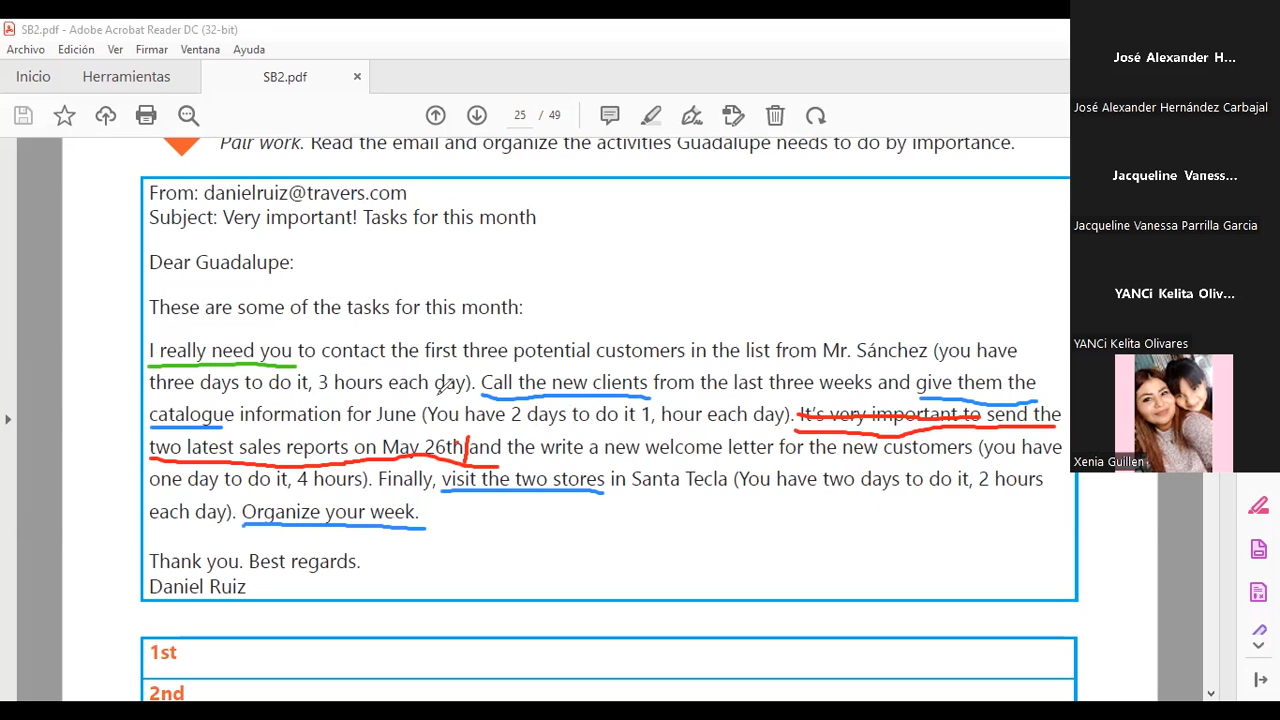 SB2.pdf - Adobe Acrobat Reader DC (32-bit)
Archivo Edición Ver Firmar Ventana Ayuda
Inicio Herramientas SB2.pdf ×
25 / 49
Pair work. Read the email and organize the activities Guadalupe needs to do by importance.
From: danielruiz@travers.com
Subject: Very important! Tasks for this month
Dear Guadalupe:
These are some of the tasks for this month:
I really need you to contact the first three potential customers in the list from Mr. Sánchez (you have
three days to do it, 3 hours each day). Call the new clients from the last three weeks and give them the
catalogue information for June (You have 2 days to do it 1, hour each day). It's very important to send the
two latest sales reports on May 26th and the write a new welcome letter for the new customers (you have
one day to do it, 4 hours). Finally, visit the two stores in Santa Tecla (You have two days to do it, 2 hours
each day). Organize your week.
Thank you. Best regards.
Daniel Ruiz
1st
2nd
José Alexander H...
José Alexander Hernández Carbajal
Jacqueline Vaness...
Jacqueline Vanessa Parrilla Garcia
YANCi Kelita Oliv...
YANCi Kelita Olivares
Xenia Guillen